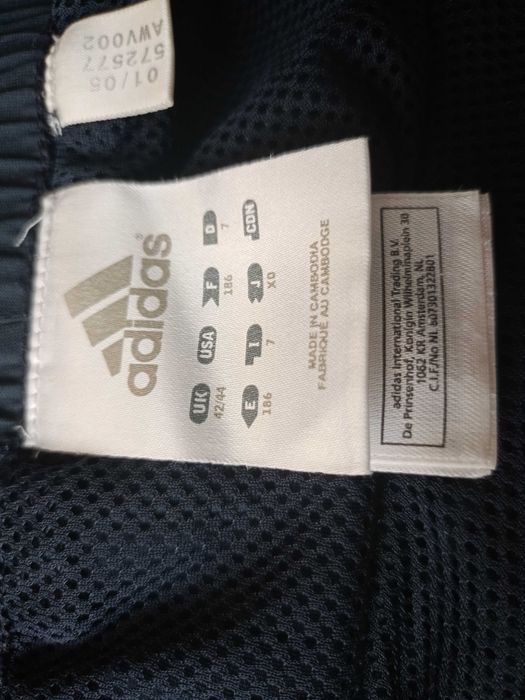 01/05
572577
AWV002
adidas®
UK USA F D
42/44 186 7
E I J CDN
186 7 XO
MADE IN CAMBODIA
FABRIQUÉ AU CAMBODGE
adidas International Trading B.V.
De Prinsenhof, Koningin Wilhelminaplein 30
1062 KR Amsterdam, NL